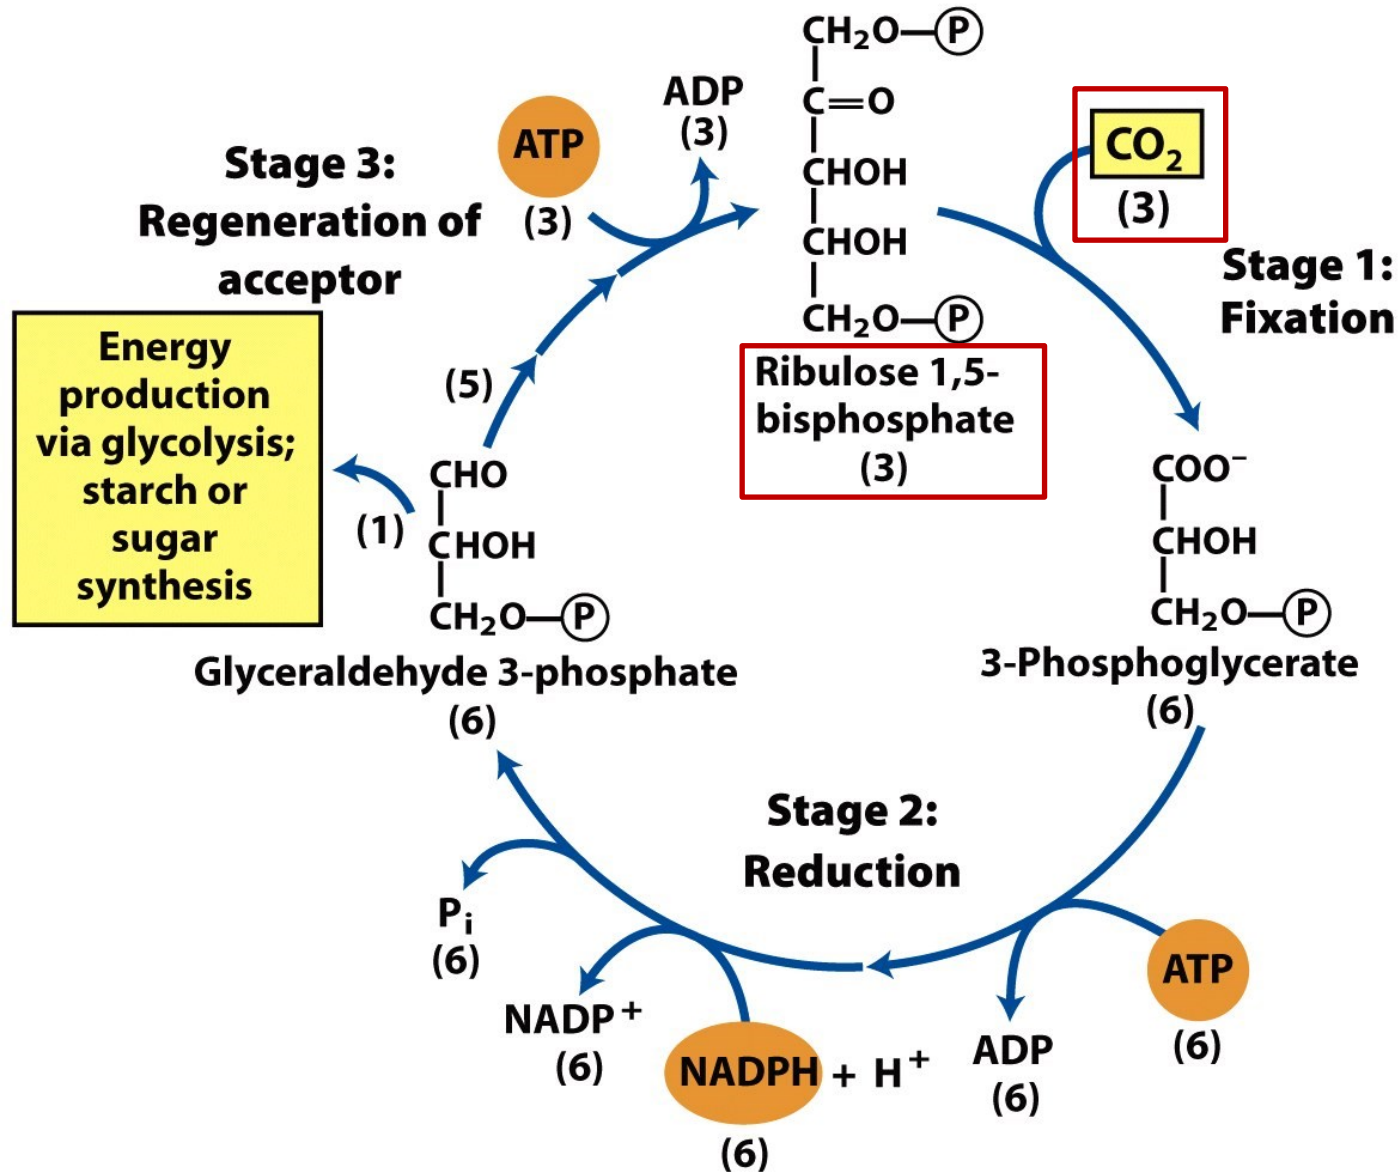 CH₂O—P
C=O
CHOH
CHOH
CH₂O—P
Ribulose 1,5-
bisphosphate
(3)
CO₂
(3)
Stage 1:
Fixation
COO⁻
CHOH
CH₂O—P
3-Phosphoglycerate
(6)
ATP
(6)
ADP
(6)
Stage 2:
Reduction
NADPH + H⁺
(6)
NADP⁺
(6)
Pᵢ
(6)
CHO
CHOH
CH₂O—P
Glyceraldehyde 3-phosphate
(6)
(1)
Energy
production
via glycolysis;
starch or
sugar
synthesis
(5)
Stage 3:
Regeneration of
acceptor
ATP
(3)
ADP
(3)